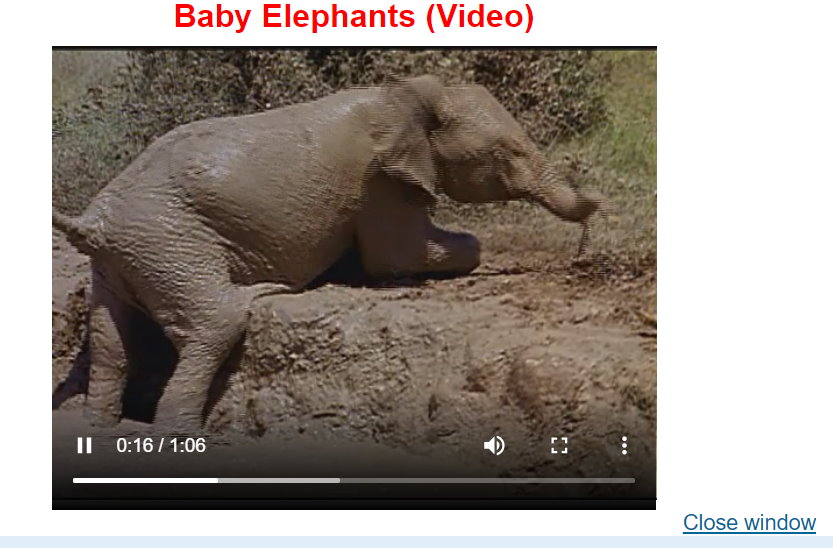 Baby Elephants (Video)
0:16 / 1:06
Close window